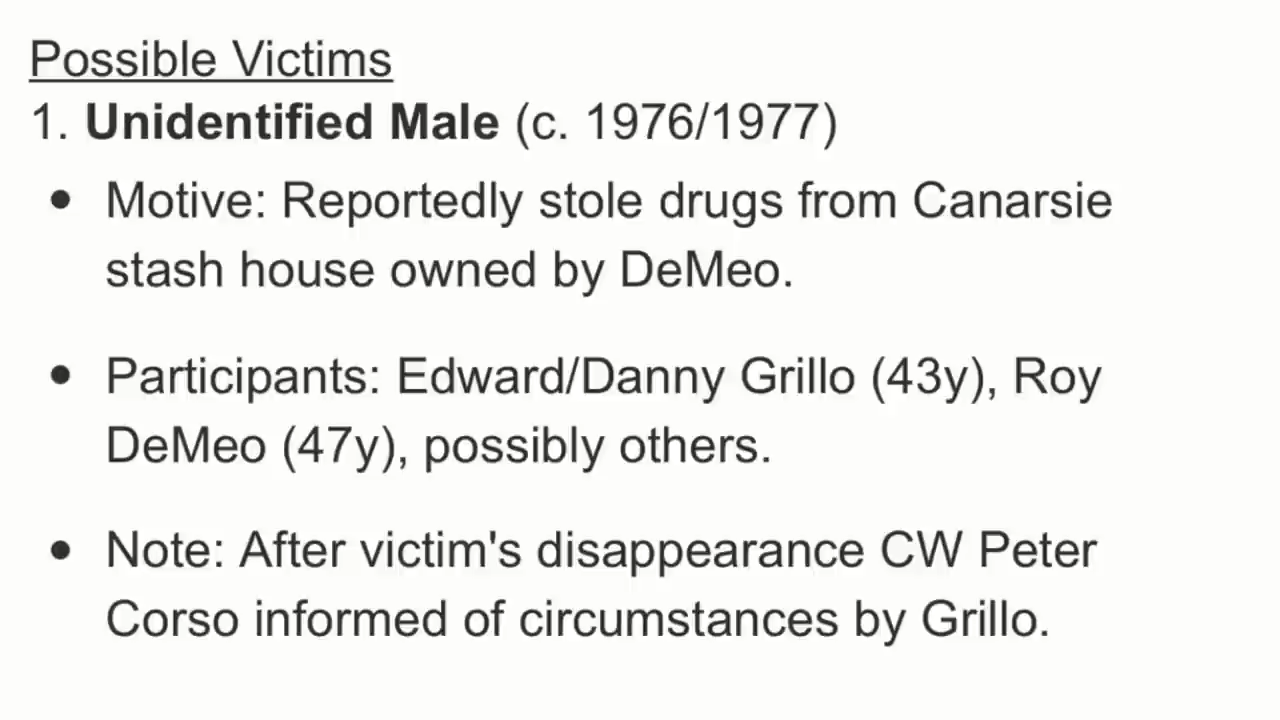 Possible Victims
1. Unidentified Male (c. 1976/1977)
• Motive: Reportedly stole drugs from Canarsie
stash house owned by DeMeo.
• Participants: Edward/Danny Grillo (43y), Roy
DeMeo (47y), possibly others.
• Note: After victim's disappearance CW Peter
Corso informed of circumstances by Grillo.